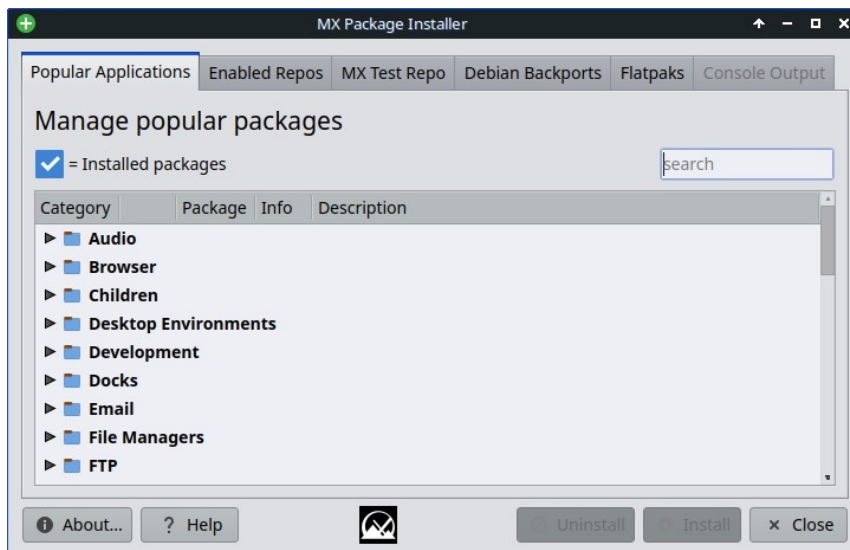 MX Package Installer
Popular Applications Enabled Repos MX Test Repo Debian Backports Flatpaks Console Output
Manage popular packages
= Installed packages search
Category Package Info Description
Audio
Browser
Children
Desktop Environments
Development
Docks
Email
File Managers
FTP
About... ? Help Uninstall Install Close